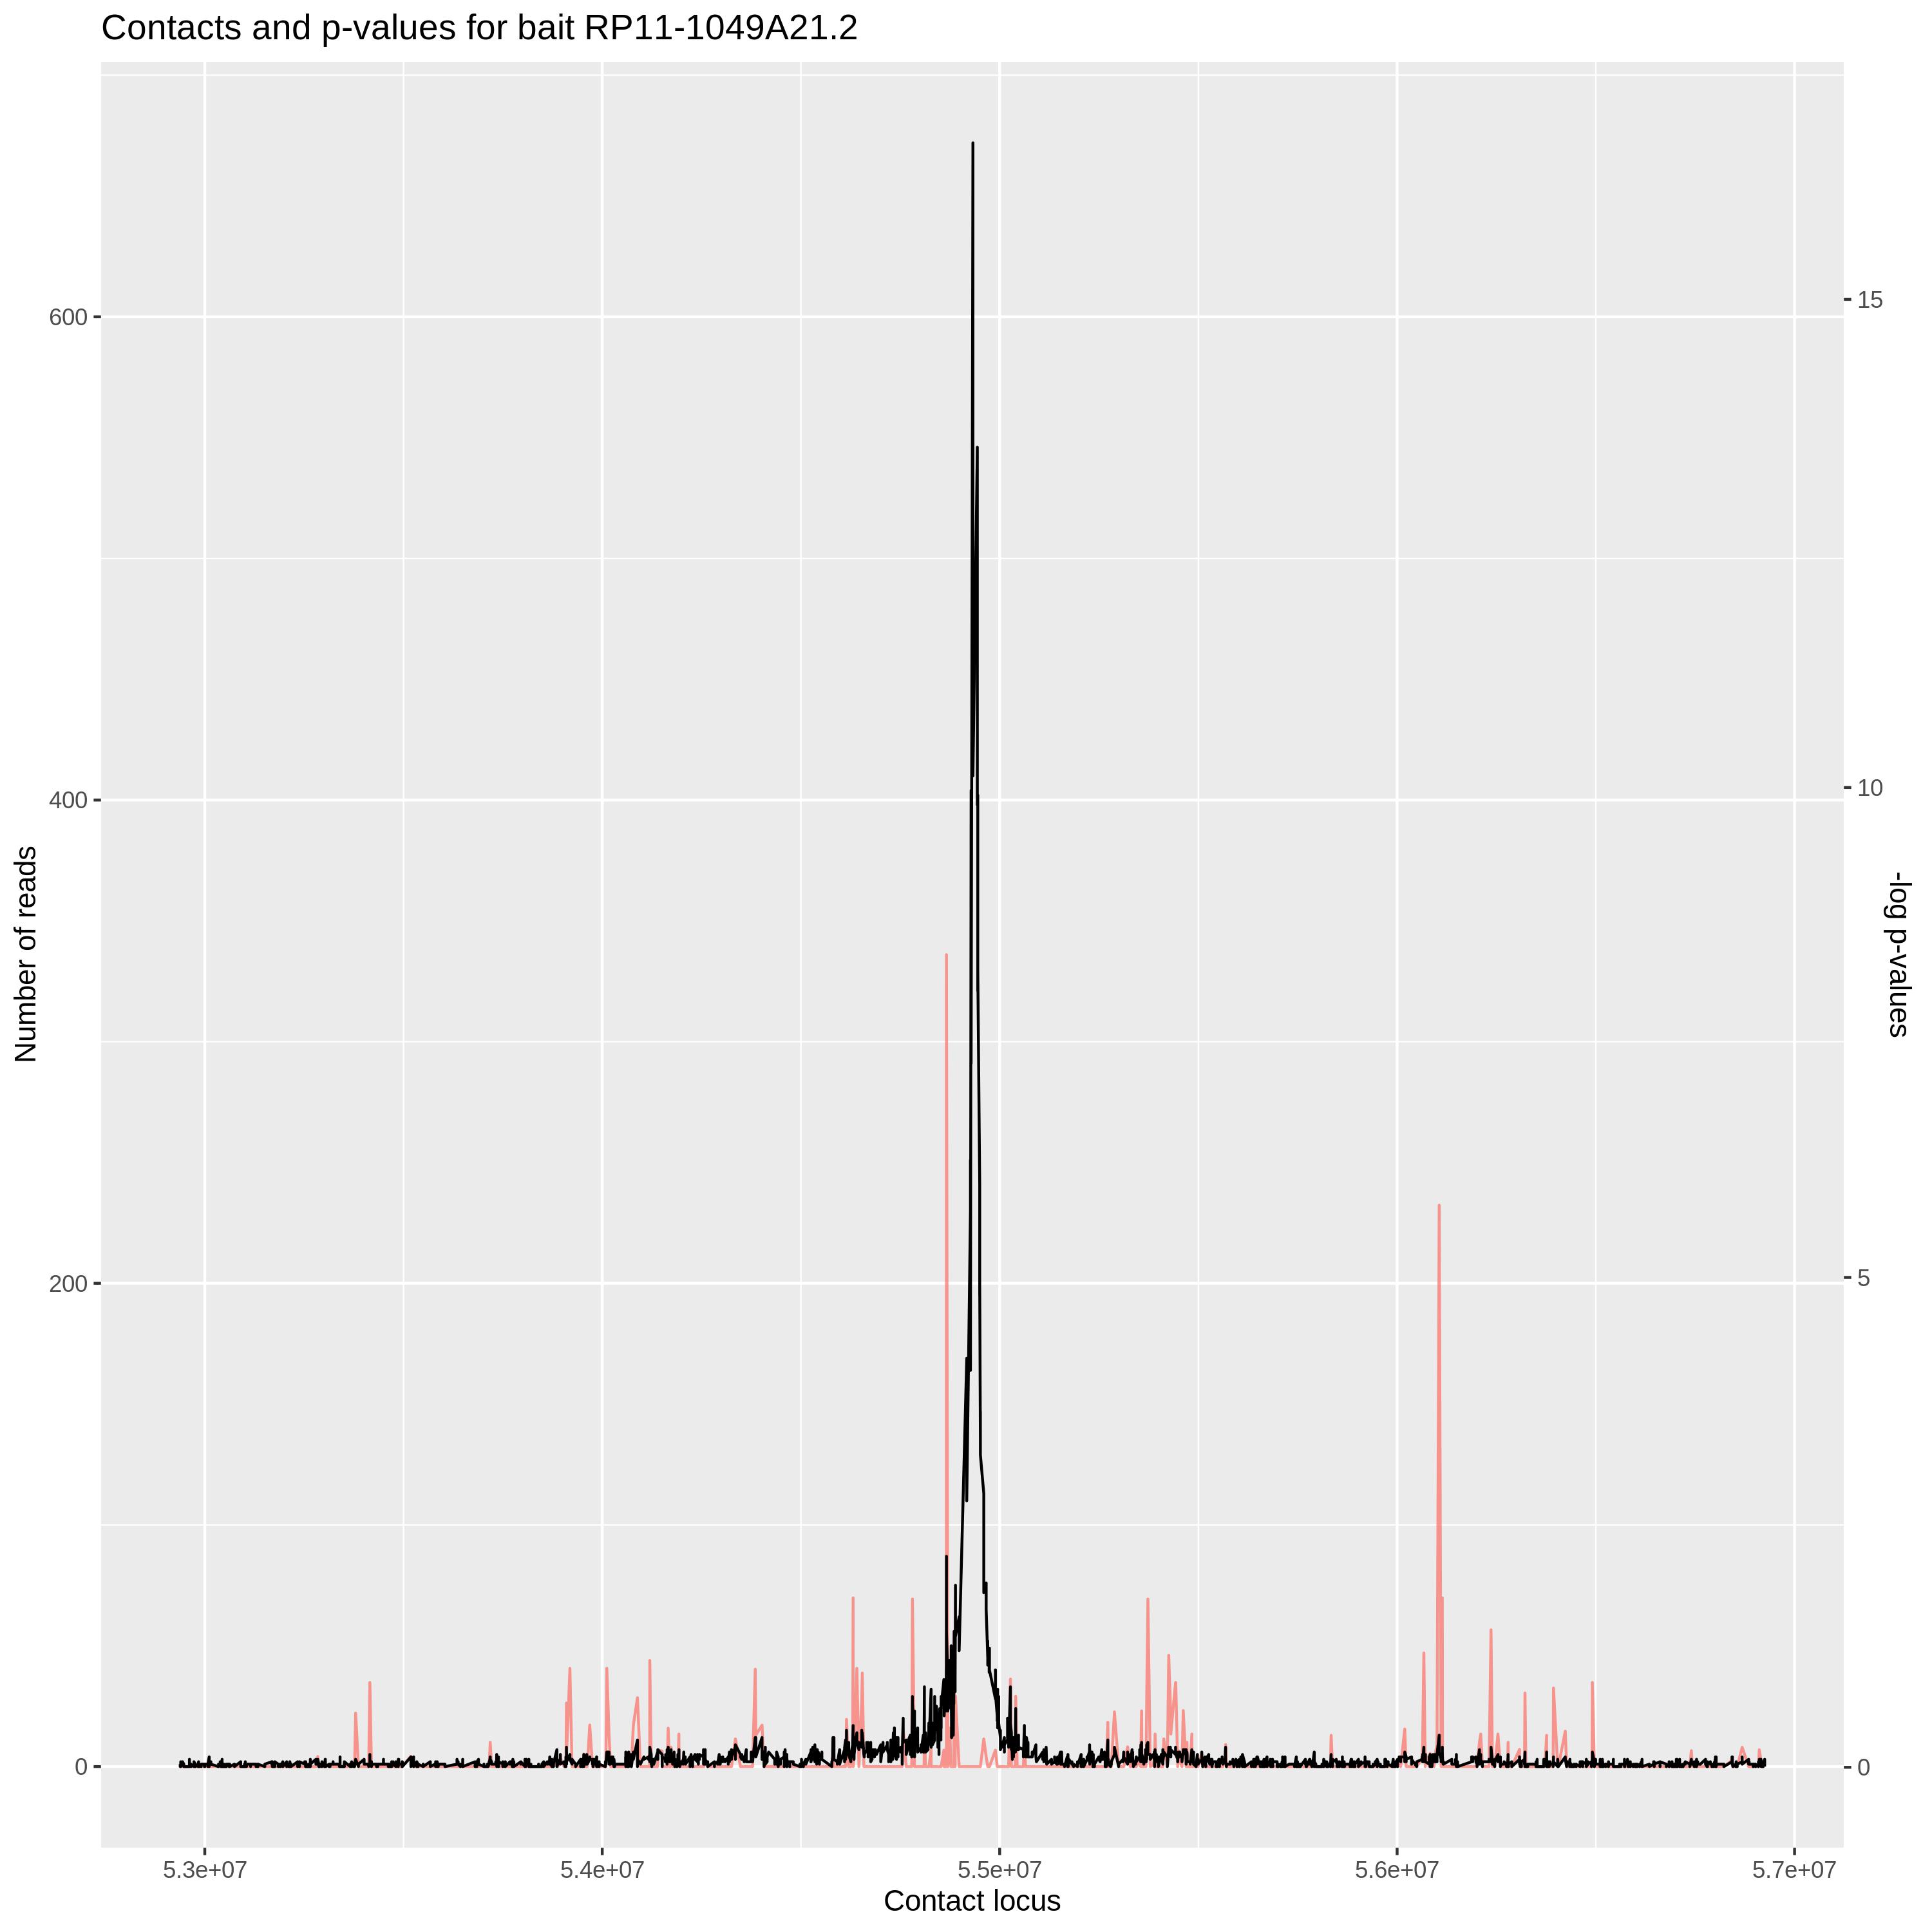 Contacts and p-values for bait RP11-1049A21.2
Number of reads
600
400
200
0
15
10
5
0
-log p-values
5.3e+07
5.4e+07
5.5e+07
5.6e+07
5.7e+07
Contact locus